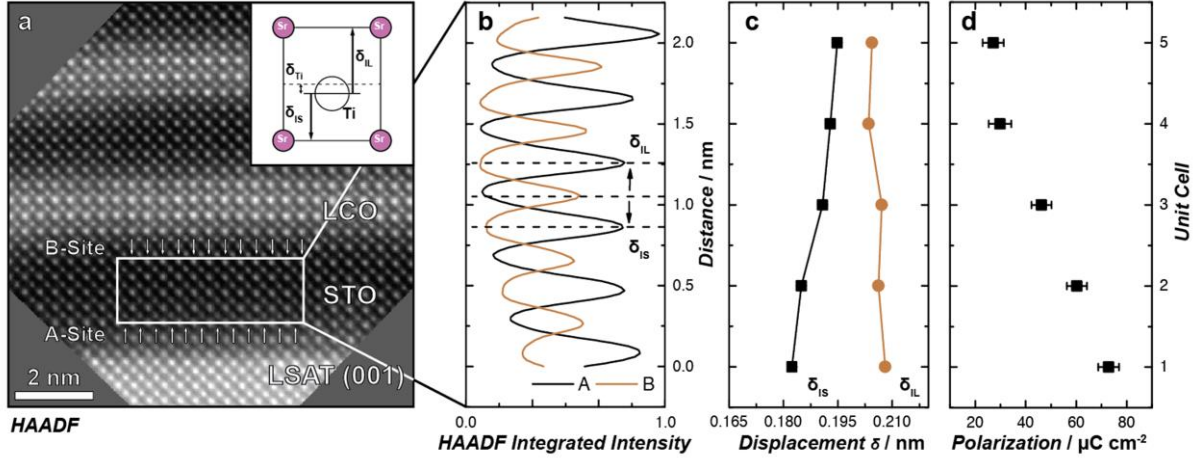 a
Sr
Sr
δIL
δTi
Ti
δIS
Sr
Sr
LCO
B-Site
STO
A-Site
LSAT (001)
2 nm
HAADF
b
2.0
1.5
δIL
1.0
δIS
0.5
0.0
A
B
0.0
1.0
HAADF Integrated Intensity
Distance / nm
c
δIS
δIL
0.165
0.180
0.195
0.210
Displacement δ / nm
d
5
4
3
2
1
40
80
Polarization / µC cm-2
Unit Cell